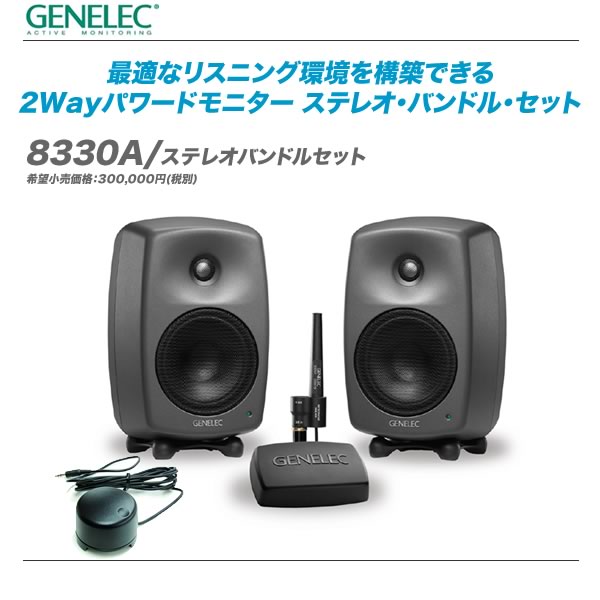 GENELEC®
ACTIVE MONITORING
最適なリスニング環境を構築できる
2Wayパワードモニター ステレオ・バンドル・セット
8330A/ステレオバンドルセット
希望小売価格：300,000円(税別)
GENELEC
GENELEC
GENELEC